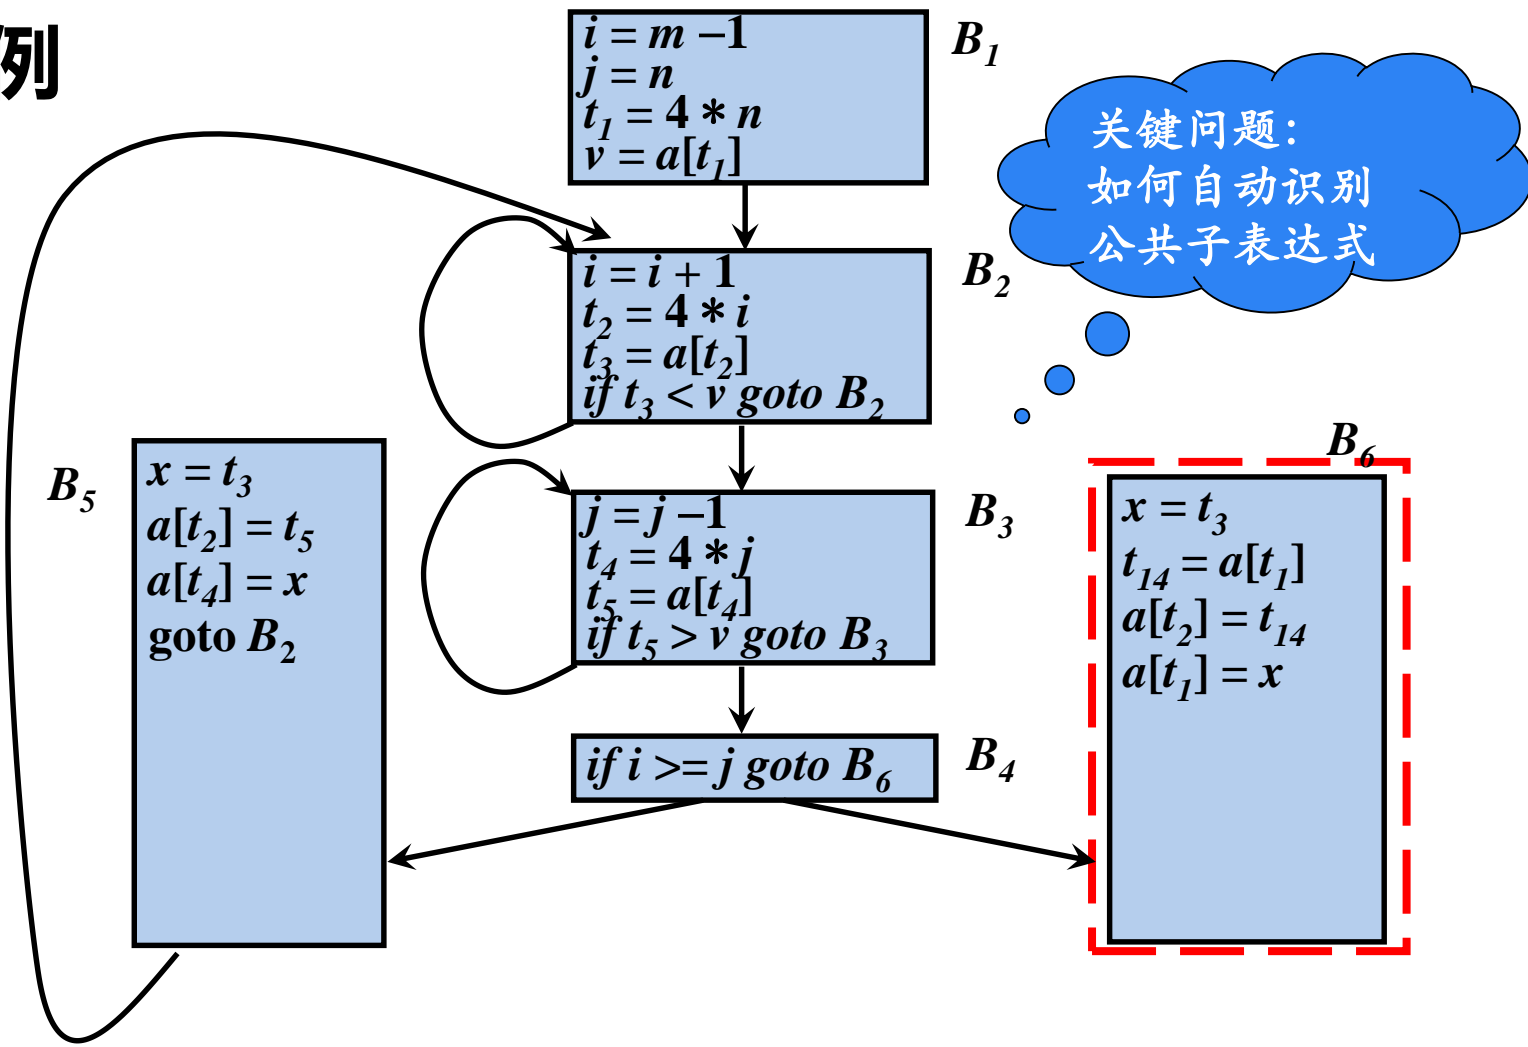 例
i = m −1
j = n
t₁ = 4 * n
v = a[t₁]
B₁
关键问题：
如何自动识别
公共子表达式
i = i + 1
t₂ = 4 * i
t₃ = a[t₂]
if t₃ < v goto B₂
B₂
B₅
x = t₃
a[t₂] = t₅
a[t₄] = x
goto B₂
j = j −1
t₄ = 4 * j
t₅ = a[t₄]
if t₅ > v goto B₃
B₃
B₆
x = t₃
t₁₄ = a[t₁]
a[t₂] = t₁₄
a[t₁] = x
if i >= j goto B₆
B₄